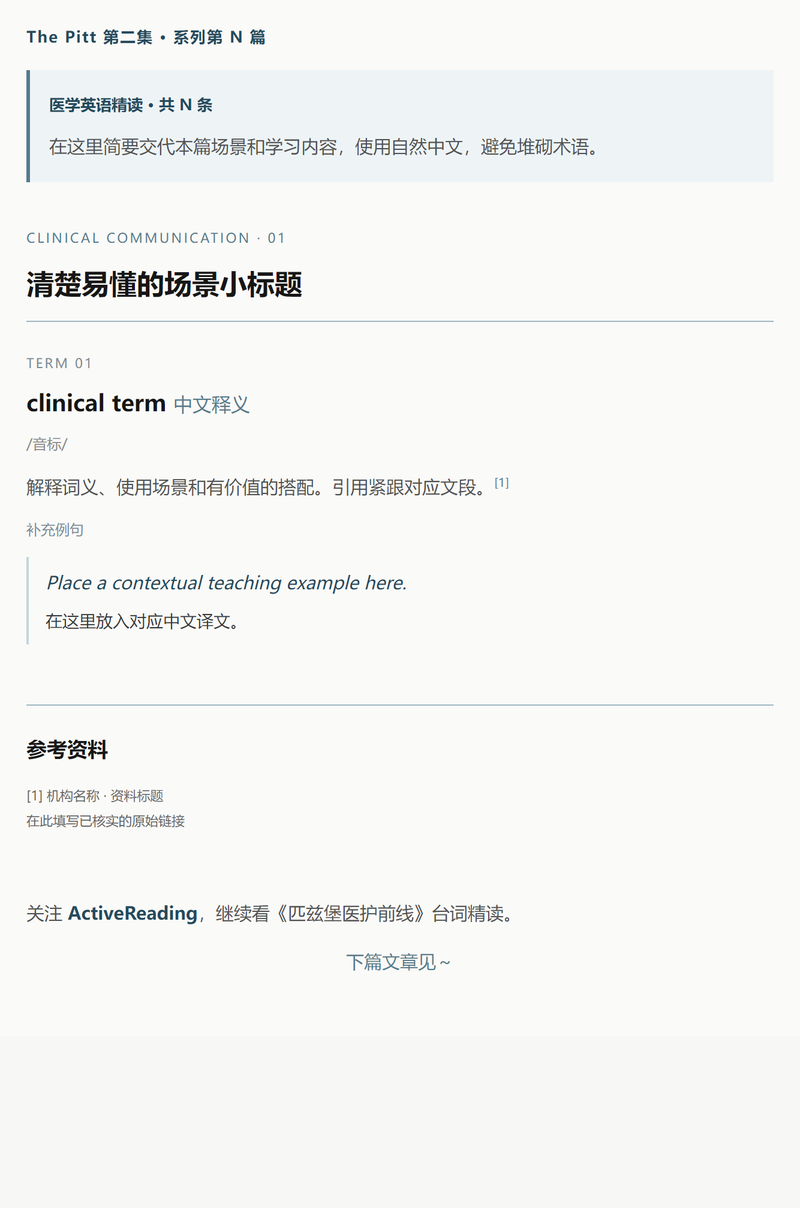 The Pitt 第二集 • 系列第 N 篇
医学英语精读 • 共 N 条
在这里简要交代本篇场景和学习内容，使用自然中文，避免堆砌术语。
CLINICAL COMMUNICATION · 01
清楚易懂的场景小标题
TERM 01
clinical term 中文释义
/音标/
解释词义、使用场景和有价值的搭配。引用紧跟对应文段。[1]
补充例句
Place a contextual teaching example here.
在这里放入对应中文译文。
参考资料
[1] 机构名称 · 资料标题
在此填写已核实的原始链接
关注 ActiveReading，继续看《匹兹堡医护前线》台词精读。
下篇文章见～